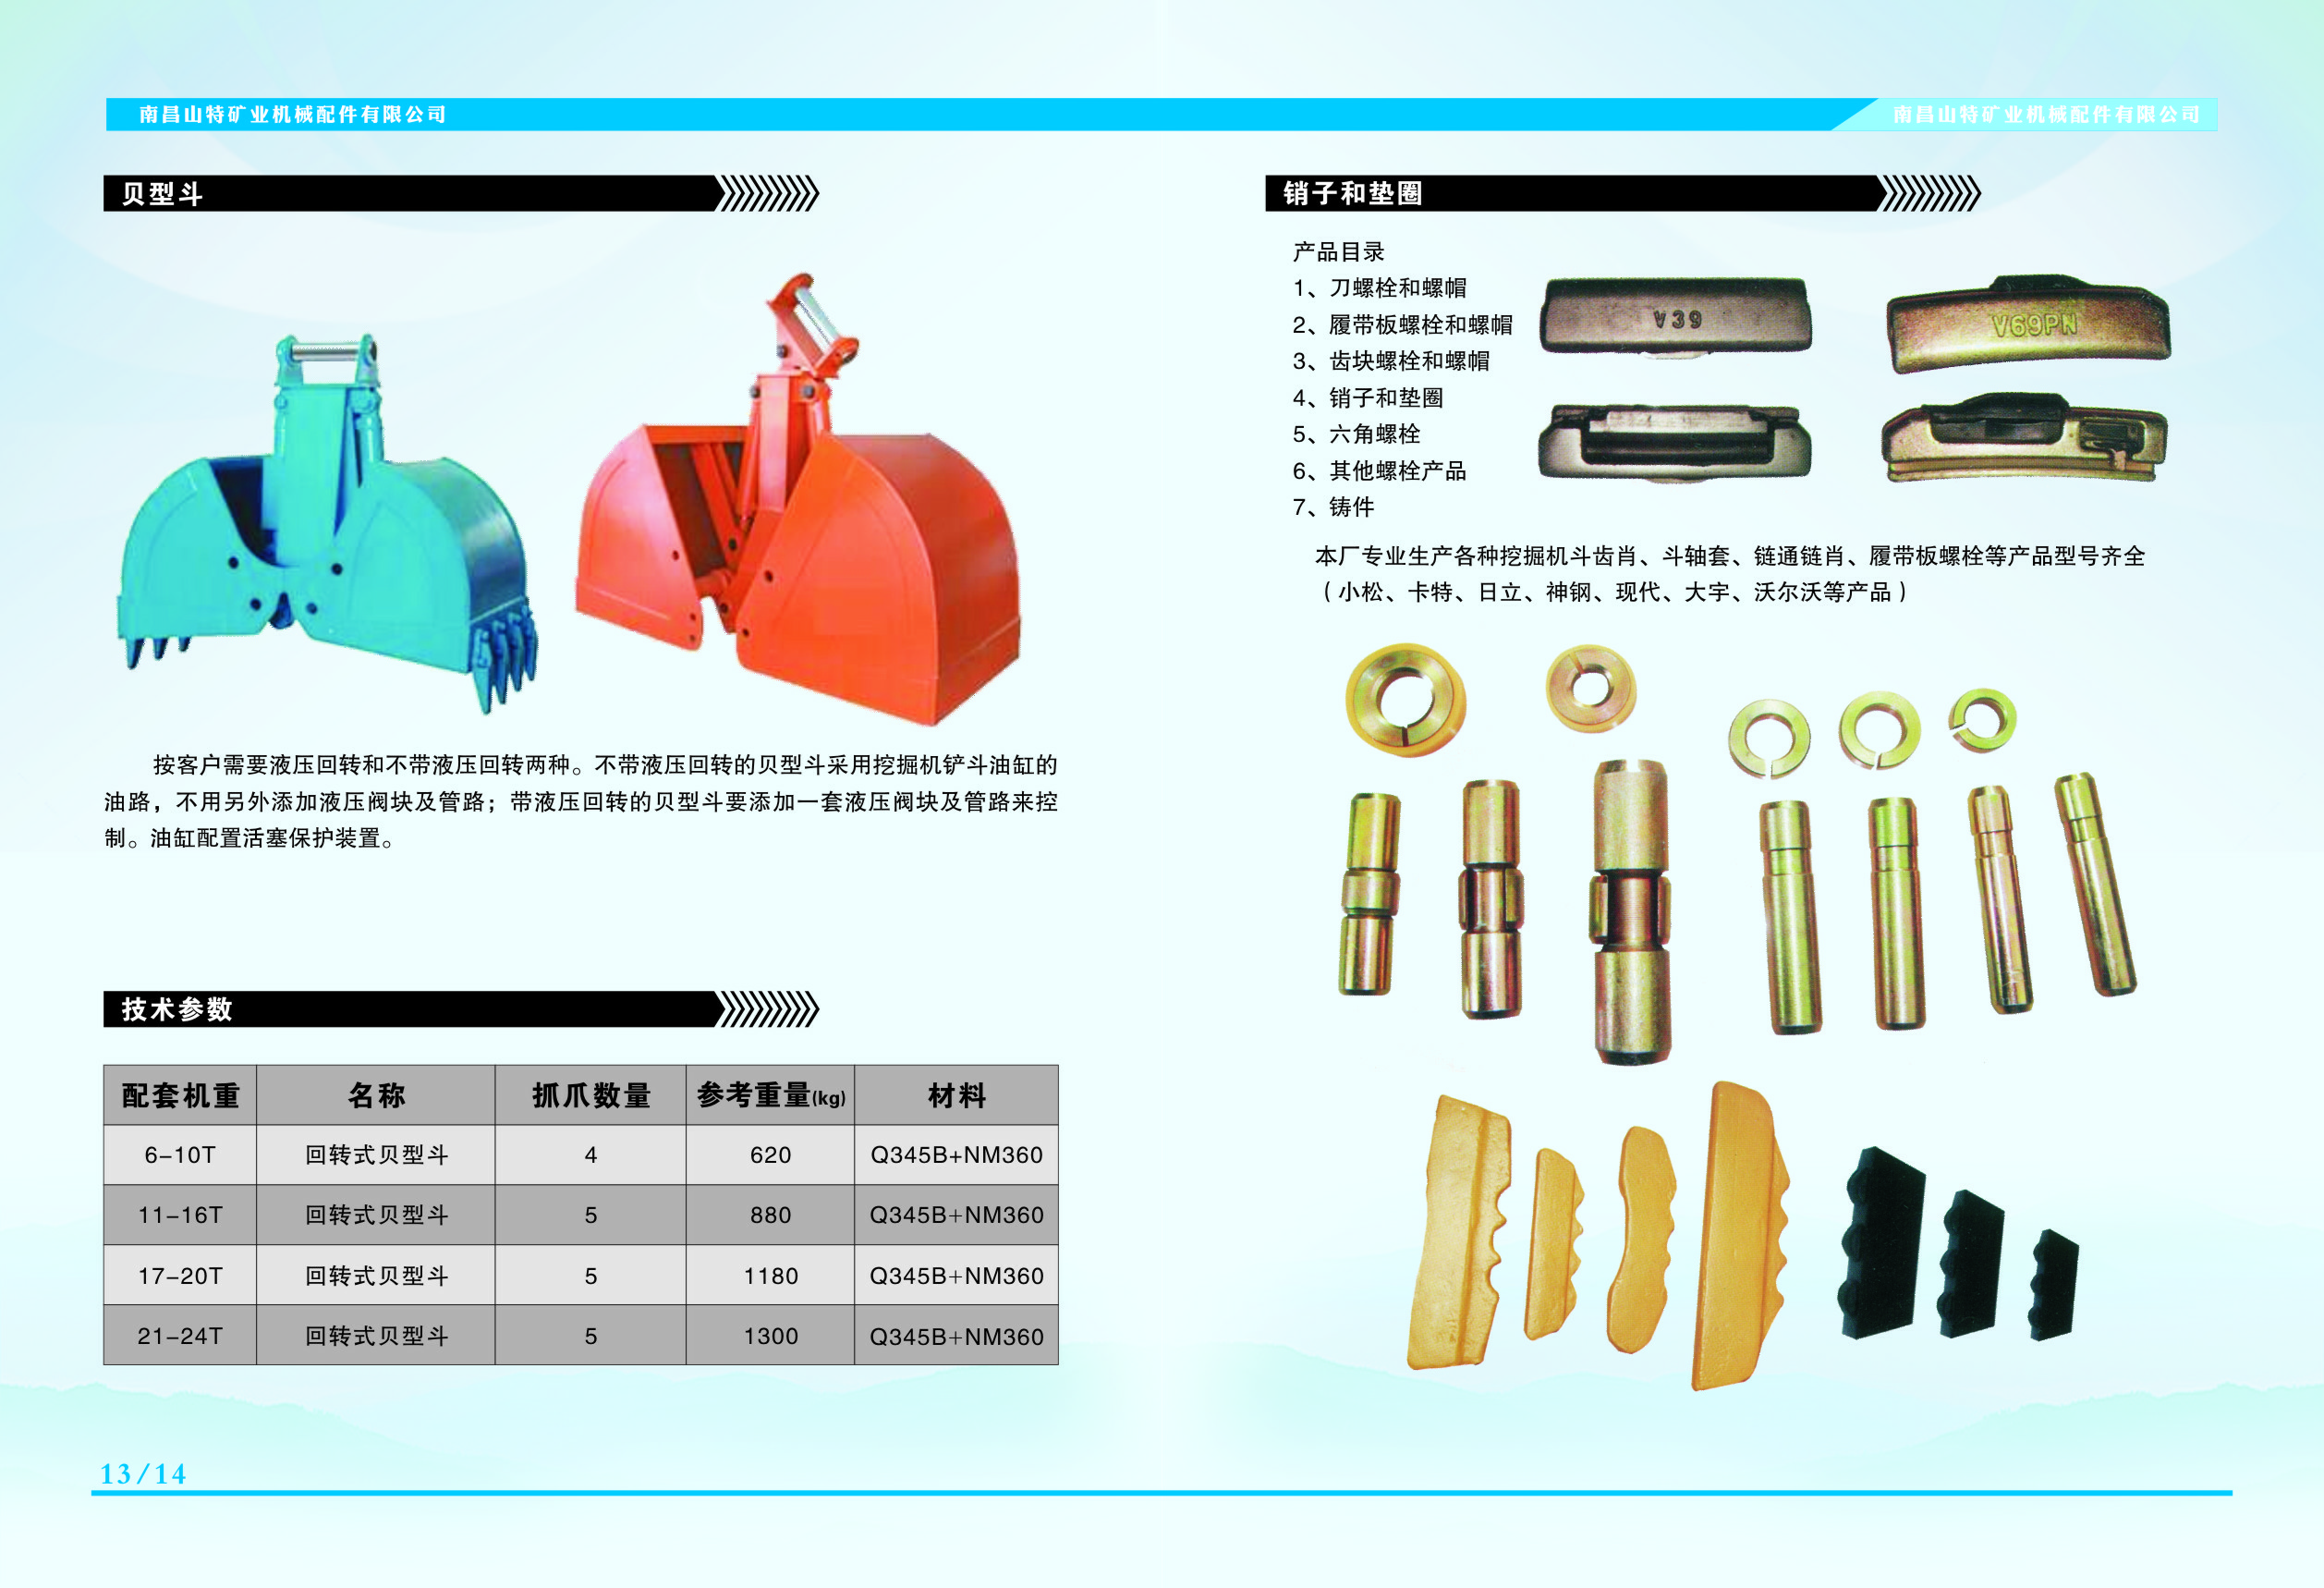 南昌山特矿业机械配件有限公司
南昌山特矿业机械配件有限公司
贝型斗
按客户需要液压回转和不带液压回转两种。不带液压回转的贝型斗采用挖掘机铲斗油缸的
油路，不用另外添加液压阀块及管路；带液压回转的贝型斗要添加一套液压阀块及管路来控
制。油缸配置活塞保护装置。
技术参数
配套机重 名称 抓爪数量 参考重量(kg) 材料
6-10T 回转式贝型斗 4 620 Q345B+NM360
11-16T 回转式贝型斗 5 880 Q345B+NM360
17-20T 回转式贝型斗 5 1180 Q345B+NM360
21-24T 回转式贝型斗 5 1300 Q345B+NM360
13/14
销子和垫圈
产品目录
1、刀螺栓和螺帽
2、履带板螺栓和螺帽
3、齿块螺栓和螺帽
4、销子和垫圈
5、六角螺栓
6、其他螺栓产品
7、铸件
V39
V69PN
本厂专业生产各种挖掘机斗齿肖、斗轴套、链通链肖、履带板螺栓等产品型号齐全
（小松、卡特、日立、神钢、现代、大宇、沃尔沃等产品）